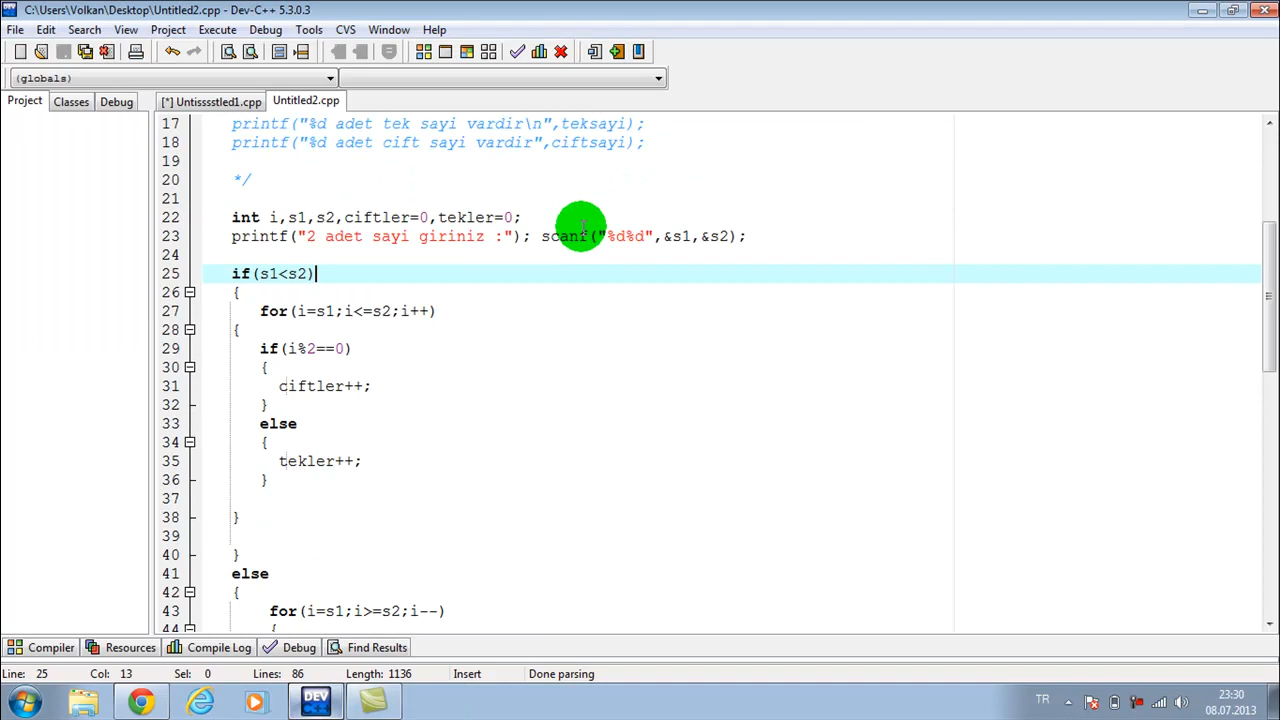 C:\Users\Volkan\Desktop\Untitled2.cpp - Dev-C++ 5.3.0.3
File Edit Search View Project Execute Debug Tools CVS Window Help
(globals)
Project Classes Debug [*] Untisssstled1.cpp Untitled2.cpp
17 printf("%d adet tek sayi vardir\n",teksayi);
18 printf("%d adet cift sayi vardir",ciftsayi);
19
20 */
21
22 int i,s1,s2,ciftler=0,tekler=0;
23 printf("2 adet sayi giriniz :"); scanf("%d%d",&s1,&s2);
24
25 if(s1<s2)
26 {
27 for(i=s1;i<=s2;i++)
28 {
29 if(i%2==0)
30 {
31 ciftler++;
32 }
33 else
34 {
35 tekler++;
36 }
37
38 }
39
40 }
41 else
42 {
43 for(i=s1;i>=s2;i--)
44 {
Compiler Resources Compile Log Debug Find Results
Line: 25 Col: 13 Sel: 0 Lines: 86 Length: 1136 Insert Done parsing
DEV TR 23:30
08.07.2013